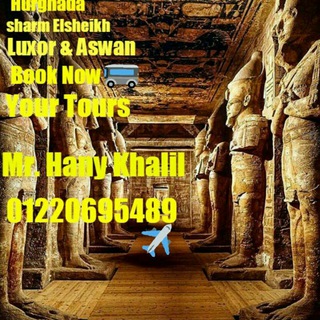 Hurghada
sharm Elsheikh
Luxor & Aswan
Book Now
Your Tours
Mr. Hany Khalil
01220695489